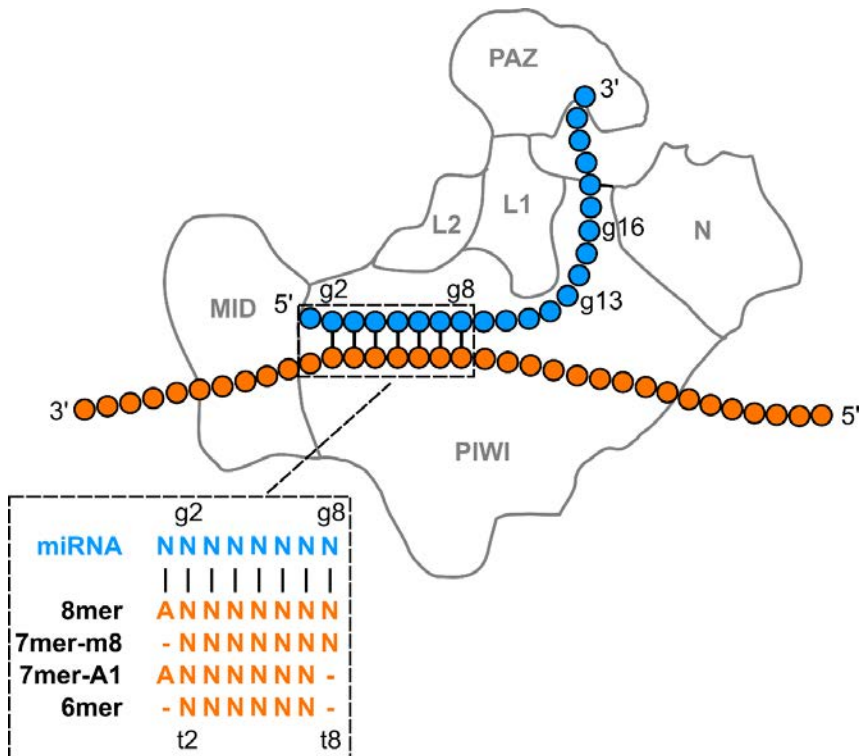 PAZ
3'
L1
L2
g16
N
MID
5'
g2
g8
g13
3'
5'
PIWI
g2 g8
miRNA N N N N N N N N
8mer A N N N N N N N
7mer-m8 - N N N N N N N
7mer-A1 A N N N N N N -
6mer - N N N N N N -
t2 t8